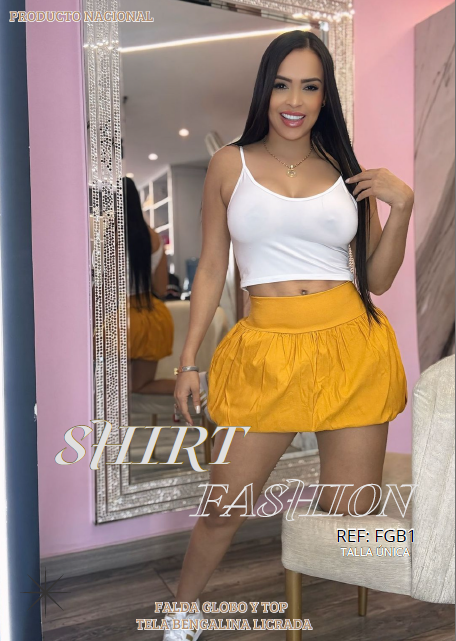 PRODUCTO NACIONAL
SHIRT
FASHION
REF: FGB1
TALLA UNICA
FALDA GLOBO Y TOP
TELA BENGALINA LICRADA